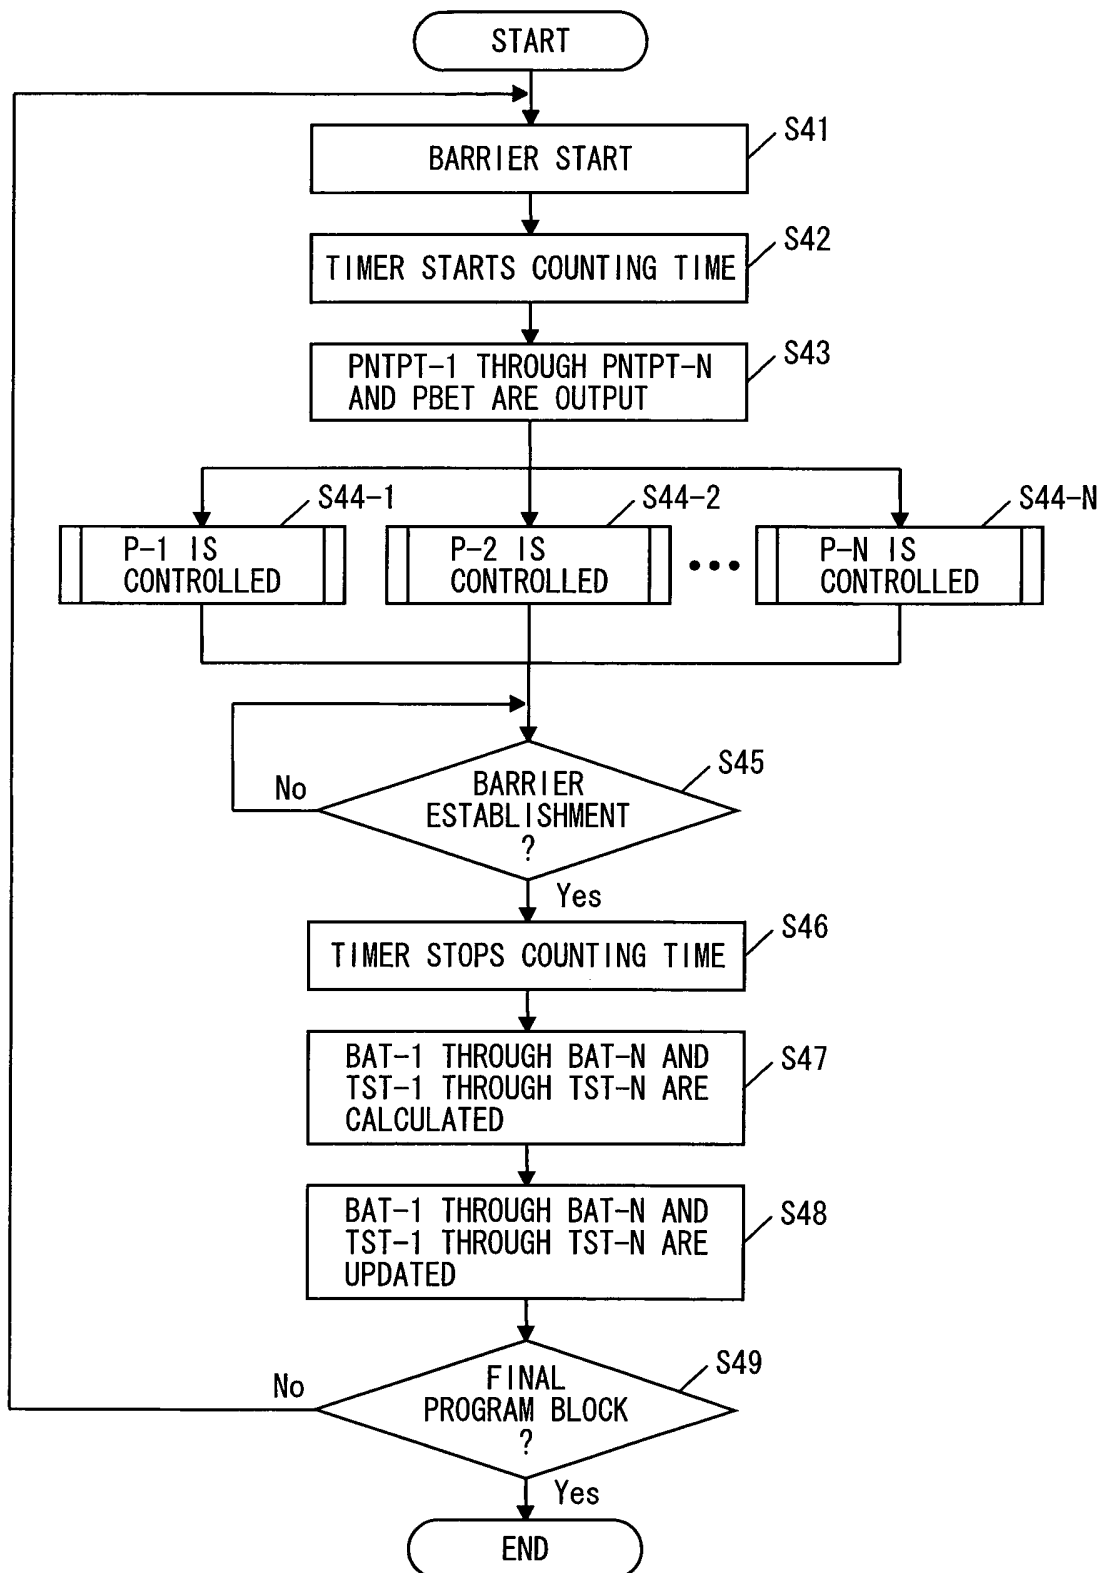 START
S41
BARRIER START
S42
TIMER STARTS COUNTING TIME
S43
PNTPT-1 THROUGH PNTPT-N
AND PBET ARE OUTPUT
S44-1
S44-2
S44-N
P-1 IS
CONTROLLED
P-2 IS
CONTROLLED
P-N IS
CONTROLLED
S45
No
BARRIER
ESTABLISHMENT
?
Yes
S46
TIMER STOPS COUNTING TIME
S47
BAT-1 THROUGH BAT-N AND
TST-1 THROUGH TST-N ARE
CALCULATED
S48
BAT-1 THROUGH BAT-N AND
TST-1 THROUGH TST-N ARE
UPDATED
S49
No
FINAL
PROGRAM BLOCK
?
Yes
END